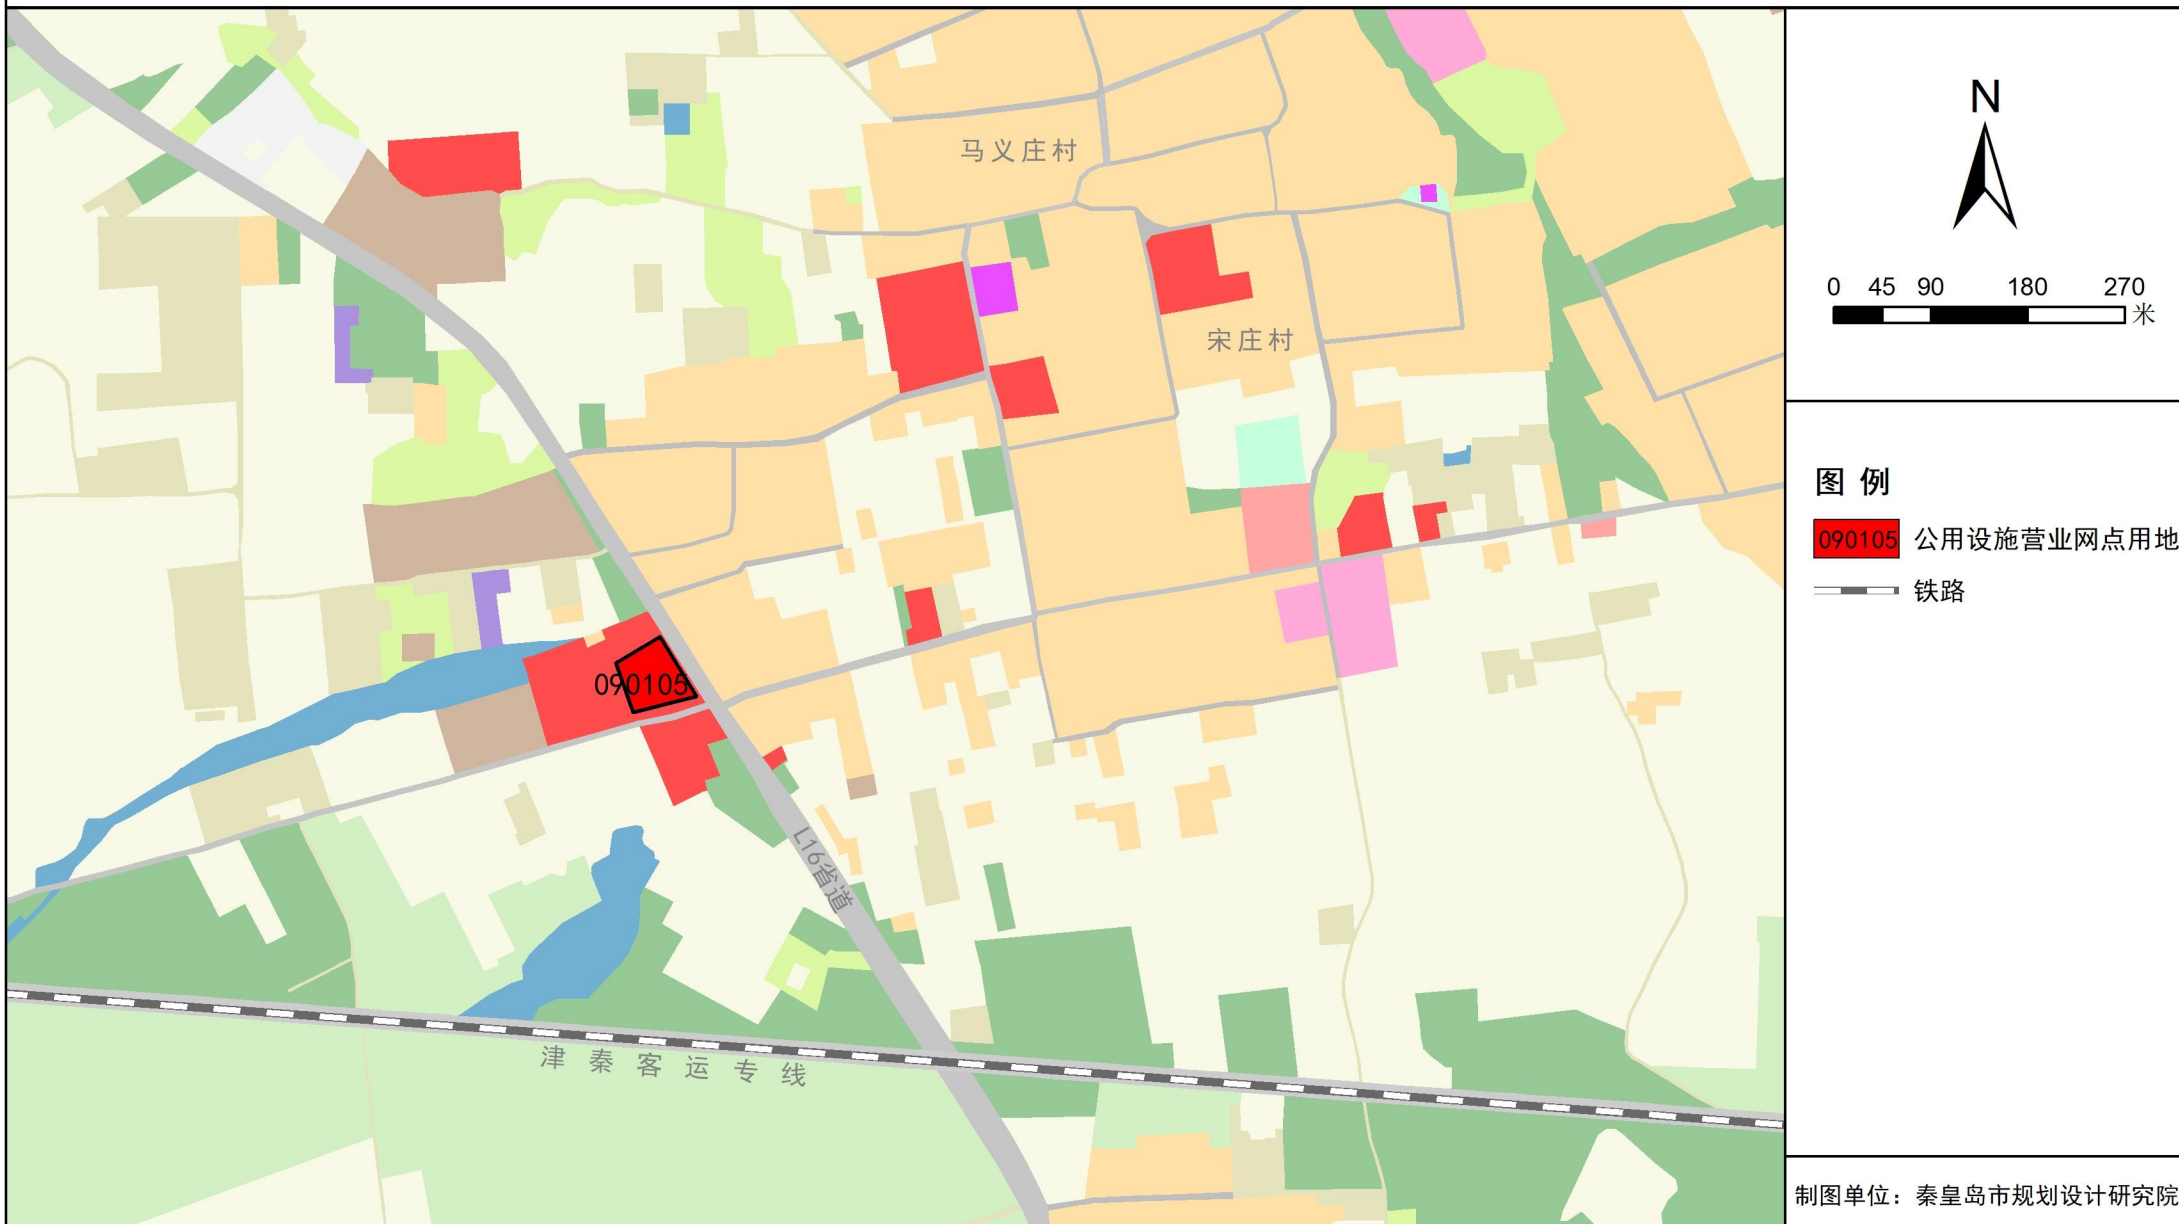 马义庄村
宋庄村
090105
L16省道
津秦客运专线
N
0 45 90 180 270
米
图例
090105 公用设施营业网点用地
铁路
制图单位：秦皇岛市规划设计研究院